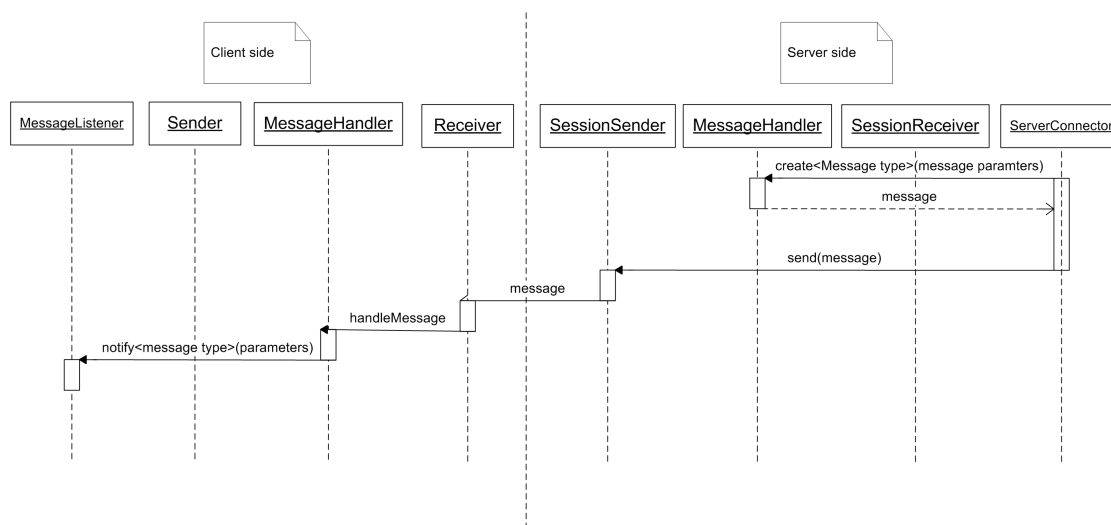 Client side
Server side
MessageListener
Sender
MessageHandler
Receiver
SessionSender
MessageHandler
SessionReceiver
ServerConnector
create<Message type>(message paramters)
message
send(message)
message
handleMessage
notify<message type>(parameters)